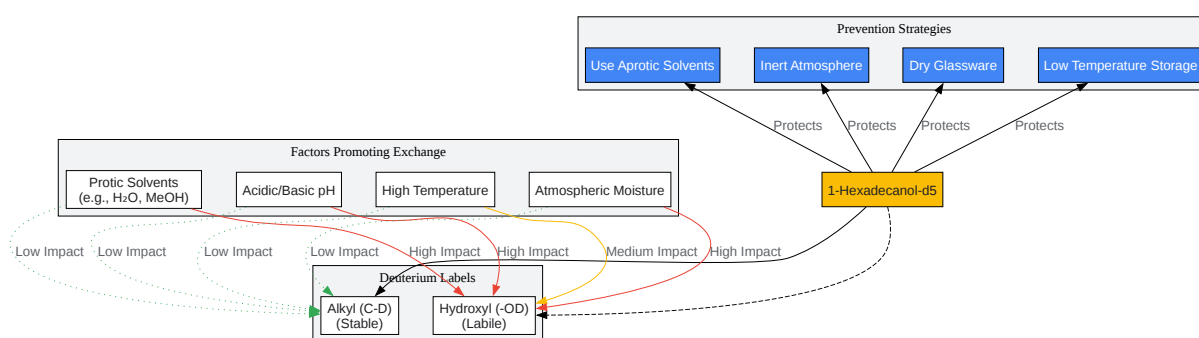 Prevention Strategies
Use Aprotic Solvents
Inert Atmosphere
Dry Glassware
Low Temperature Storage
Protects
Protects
Protects
Protects
Factors Promoting Exchange
Protic Solvents
(e.g., H₂O, MeOH)
Acidic/Basic pH
High Temperature
Atmospheric Moisture
1-Hexadecanol-d5
Low Impact
Low Impact
Low Impact
Low Impact
High Impact
High Impact
Medium Impact
High Impact
Deuterium Labels
Alkyl (C-D)
(Stable)
Hydroxyl (-OD)
(Labile)